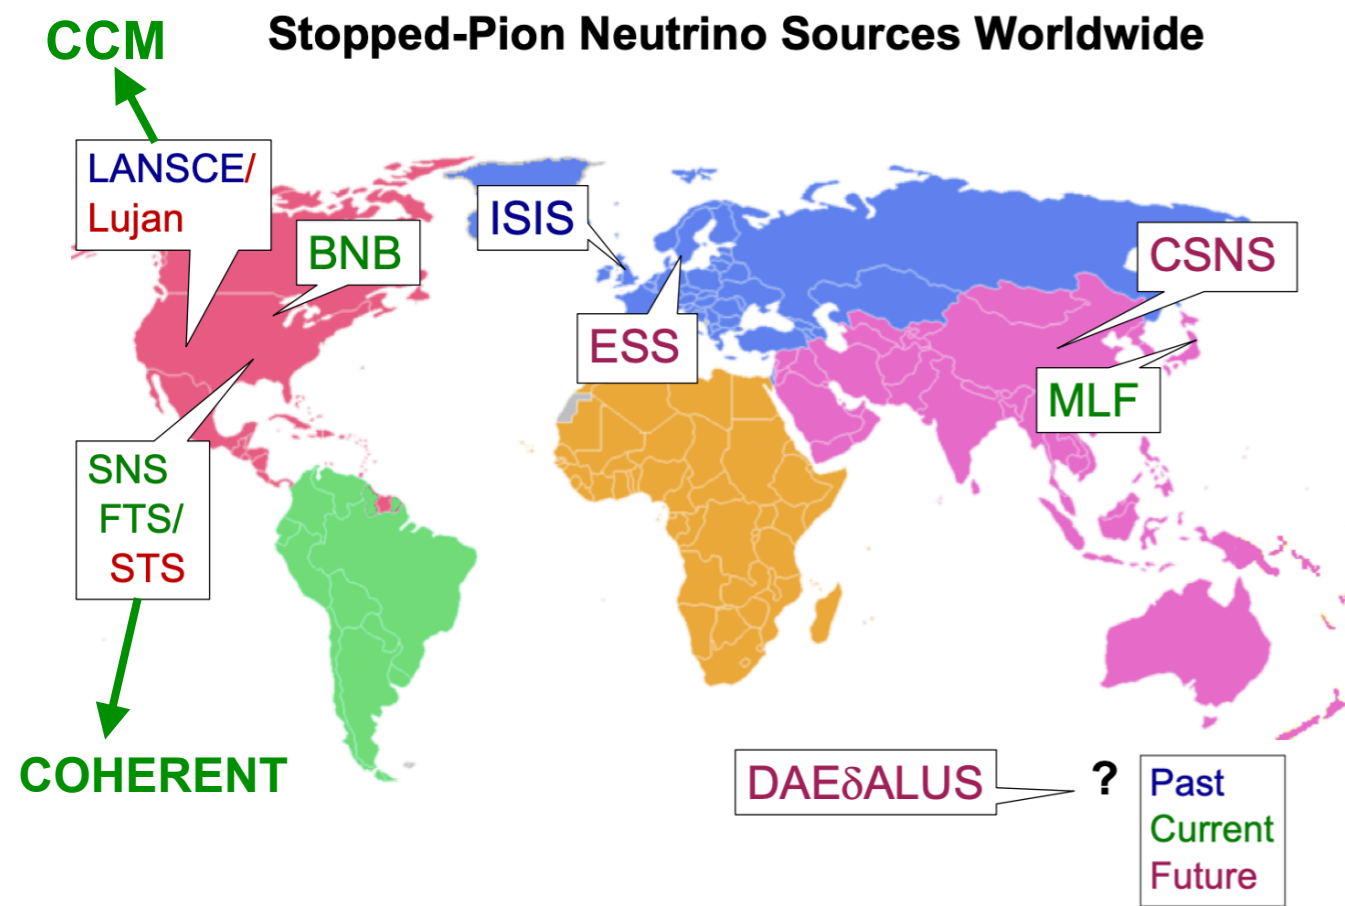 Stopped-Pion Neutrino Sources Worldwide
CCM
LANSCE/
Lujan
BNB
ISIS
ESS
CSNS
MLF
SNS
FTS/
STS
COHERENT
DAEδALUS
?
Past
Current
Future